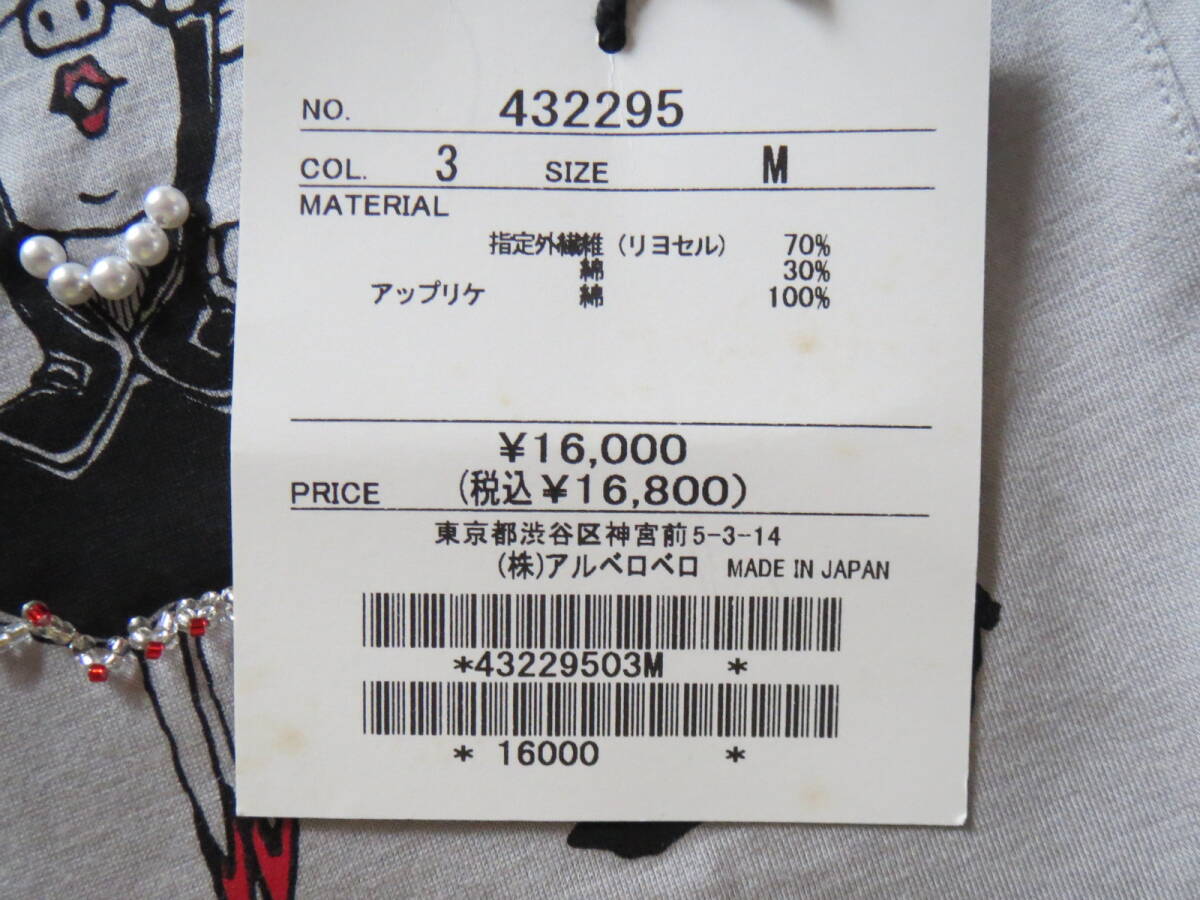 NO. 432295
COL. 3 SIZE M
MATERIAL
指定外繊維（リヨセル） 70%
綿 30%
アップリケ 綿 100%
¥16,000
PRICE (税込¥16,800)
東京都渋谷区神宮前5-3-14
(株)アルベロベロ MADE IN JAPAN
*43229503M *
* 16000 *